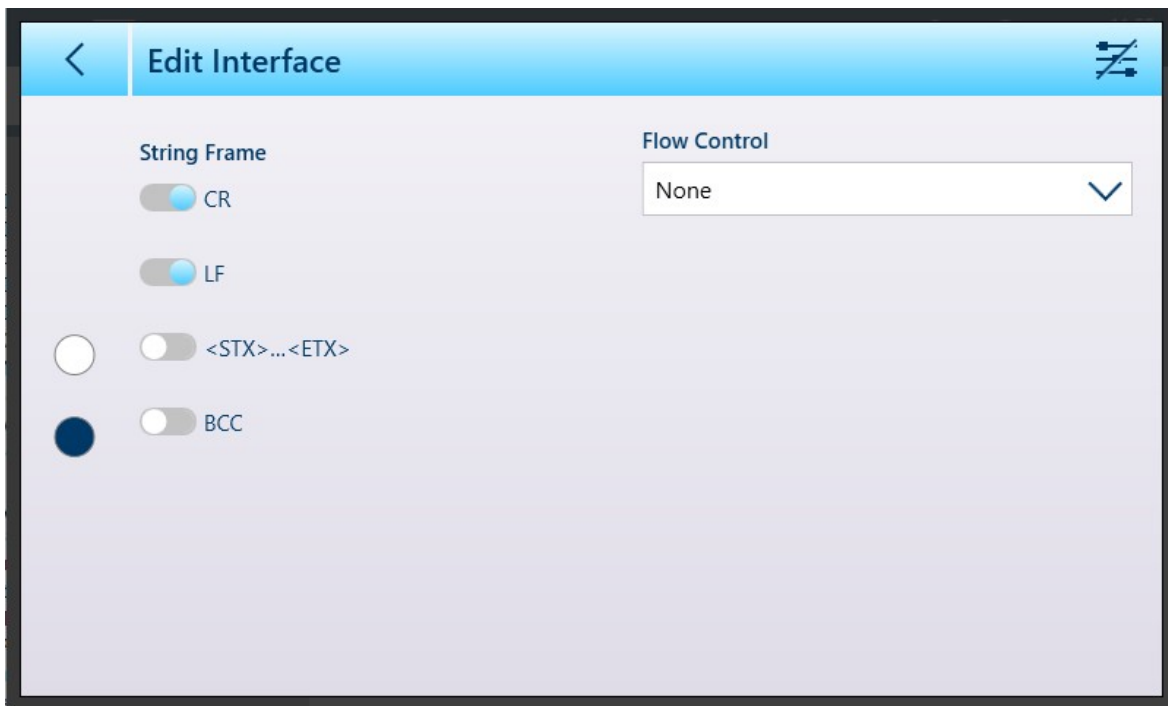 Edit Interface
String Frame
CR
LF
<STX>...<ETX>
BCC
Flow Control
None